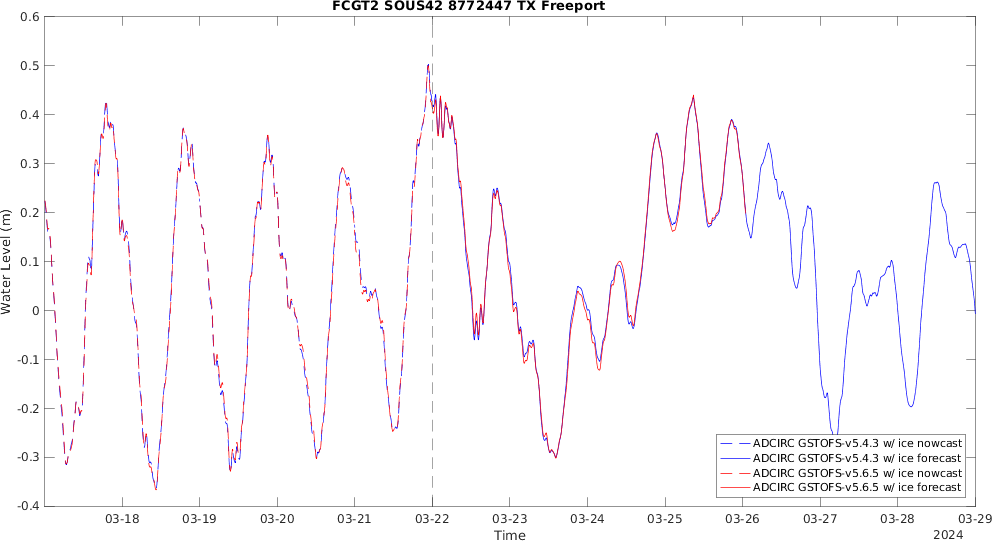 FCGT2 SOUS42 8772447 TX Freeport
0.6
0.5
0.4
0.3
0.2
0.1
0
-0.1
-0.2
-0.3
-0.4
Water Level (m)
ADCIRC GSTOFS-v5.4.3 w/ ice nowcast
ADCIRC GSTOFS-v5.4.3 w/ ice forecast
ADCIRC GSTOFS-v5.6.5 w/ ice nowcast
ADCIRC GSTOFS-v5.6.5 w/ ice forecast
03-18 03-19 03-20 03-21 03-22 03-23 03-24 03-25 03-26 03-27 03-28 03-29
Time
2024